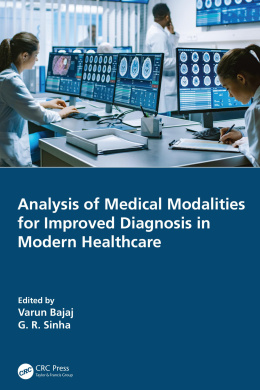 Analysis of Medical Modalities
for Improved Diagnosis in
Modern Healthcare
Edited by
Varun Bajaj
G. R. Sinha
CRC
CRC Press
Taylor & Francis Group